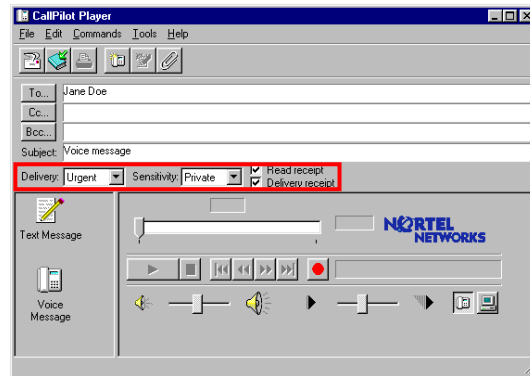 CallPilot Player
File Edit Commands Tools Help
To... Jane Doe
Cc...
Bcc...
Subject: Voice message
Delivery: Urgent Sensitivity: Private Read receipt
Delivery receipt
Text Message
NORTEL
NETWORKS
Voice
Message